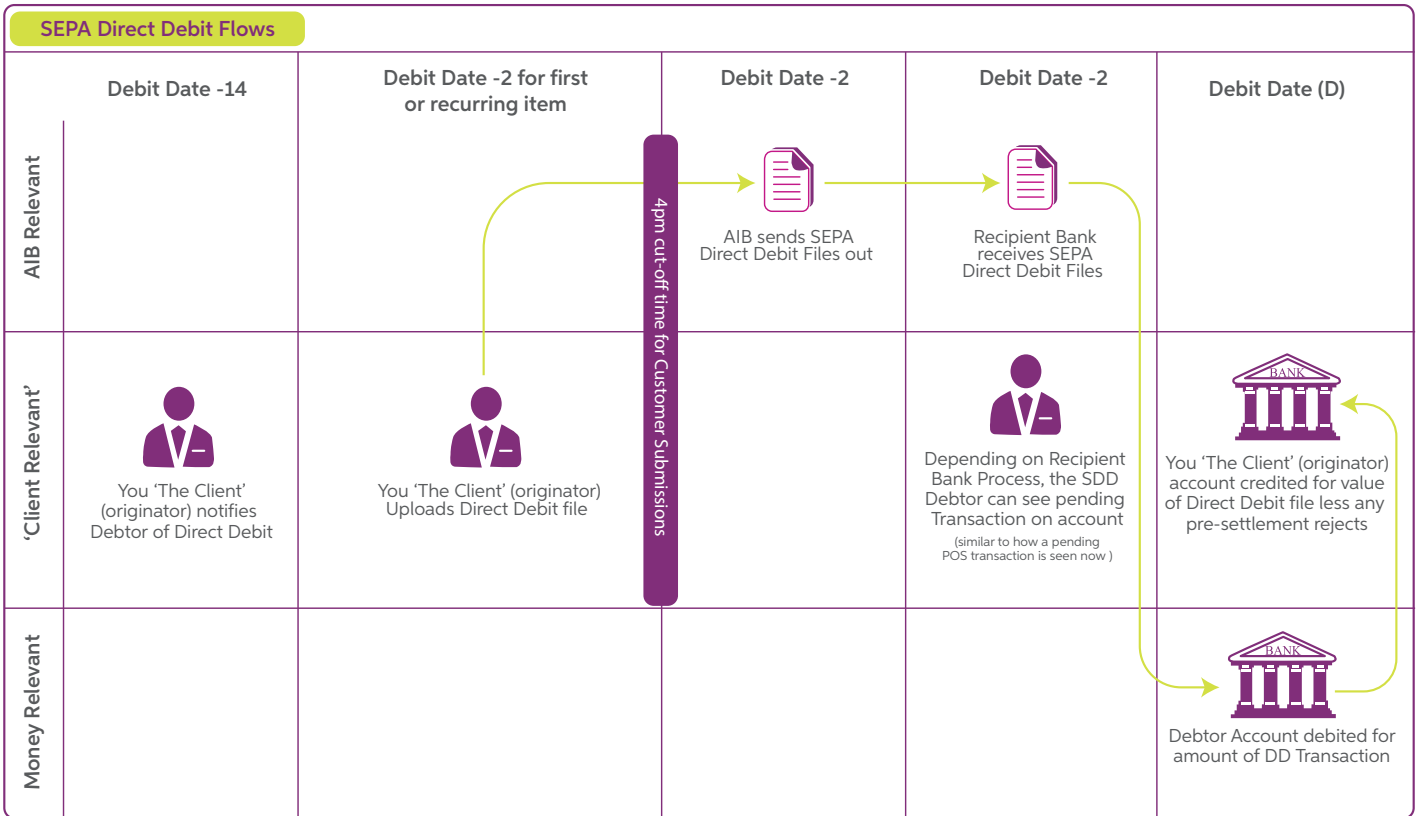 SEPA Direct Debit Flows
Debit Date -14
Debit Date -2 for first
or recurring item
Debit Date -2
Debit Date -2
Debit Date (D)
AIB Relevant
4pm cut-off time for Customer Submissions
AIB sends SEPA
Direct Debit Files out
Recipient Bank
receives SEPA
Direct Debit Files
'Client Relevant'
You 'The Client'
(originator) notifies
Debtor of Direct Debit
You 'The Client' (originator)
Uploads Direct Debit file
Depending on Recipient
Bank Process, the SDD
Debtor can see pending
Transaction on account
(similar to how a pending
POS transaction is seen now )
BANK
You 'The Client' (originator)
account credited for value
of Direct Debit file less any
pre-settlement rejects
Money Relevant
BANK
Debtor Account debited for
amount of DD Transaction